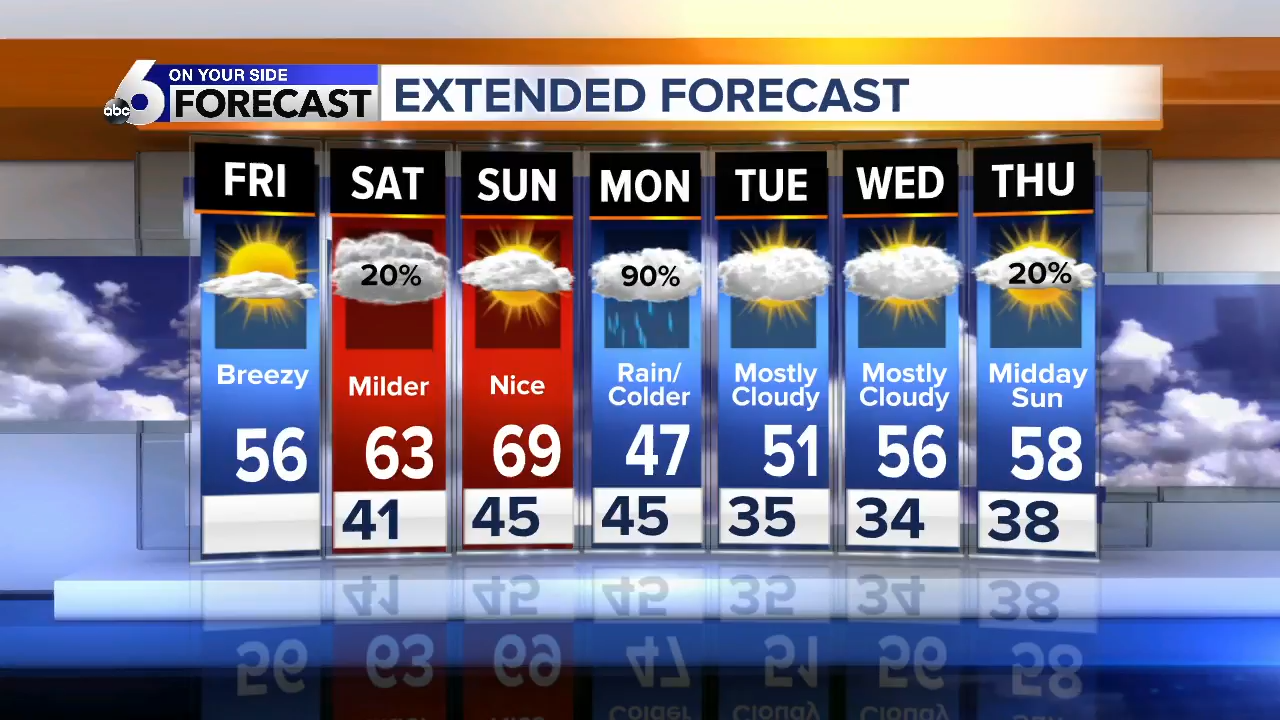 abc 6 ON YOUR SIDE
FORECAST
EXTENDED FORECAST
FRI SAT SUN MON TUE WED THU
20% 90% 20%
Breezy Milder Nice Rain/ Mostly Mostly Midday
Colder Cloudy Cloudy Sun
56 63 69 47 51 56 58
41 45 45 35 34 38